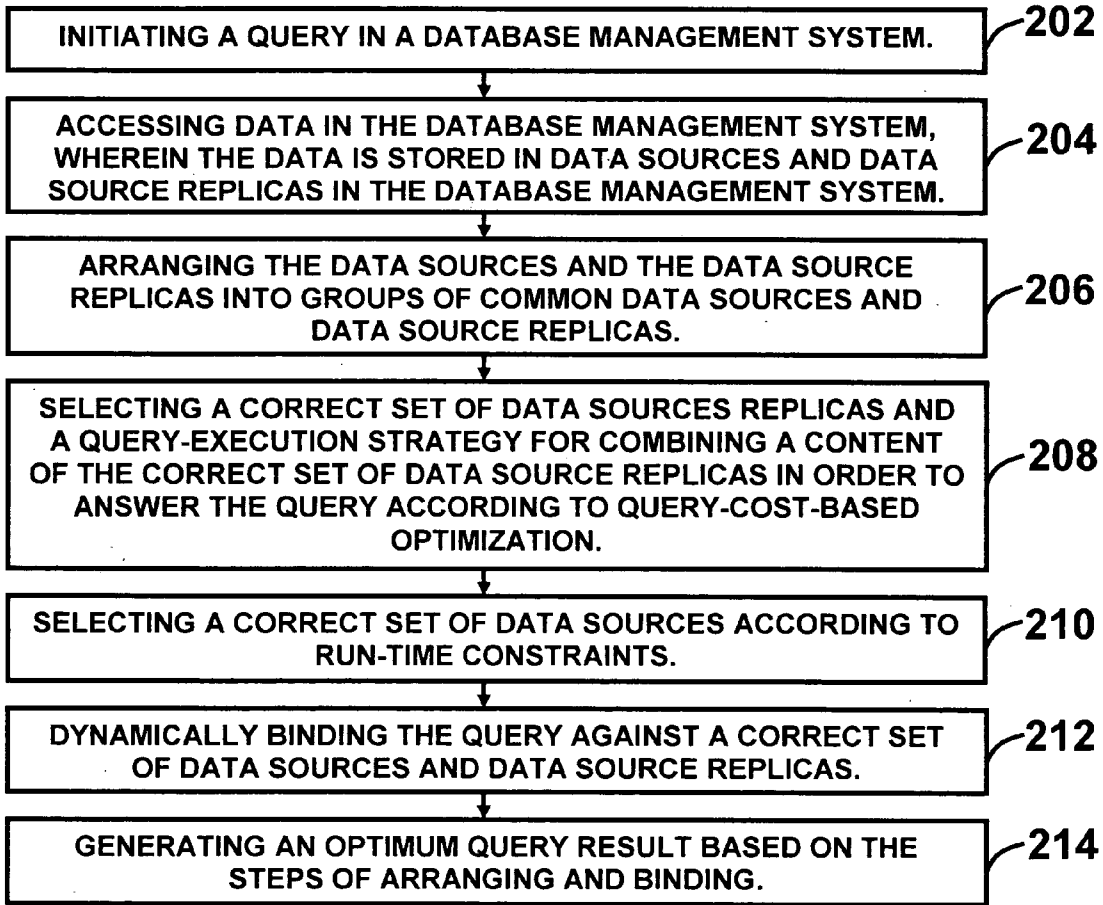 INITIATING A QUERY IN A DATABASE MANAGEMENT SYSTEM.
202
ACCESSING DATA IN THE DATABASE MANAGEMENT SYSTEM,
WHEREIN THE DATA IS STORED IN DATA SOURCES AND DATA
SOURCE REPLICAS IN THE DATABASE MANAGEMENT SYSTEM.
204
ARRANGING THE DATA SOURCES AND THE DATA SOURCE
REPLICAS INTO GROUPS OF COMMON DATA SOURCES AND
DATA SOURCE REPLICAS.
206
SELECTING A CORRECT SET OF DATA SOURCES REPLICAS AND
A QUERY-EXECUTION STRATEGY FOR COMBINING A CONTENT
OF THE CORRECT SET OF DATA SOURCE REPLICAS IN ORDER TO
ANSWER THE QUERY ACCORDING TO QUERY-COST-BASED
OPTIMIZATION.
208
SELECTING A CORRECT SET OF DATA SOURCES ACCORDING TO
RUN-TIME CONSTRAINTS.
210
DYNAMICALLY BINDING THE QUERY AGAINST A CORRECT SET
OF DATA SOURCES AND DATA SOURCE REPLICAS.
212
GENERATING AN OPTIMUM QUERY RESULT BASED ON THE
STEPS OF ARRANGING AND BINDING.
214